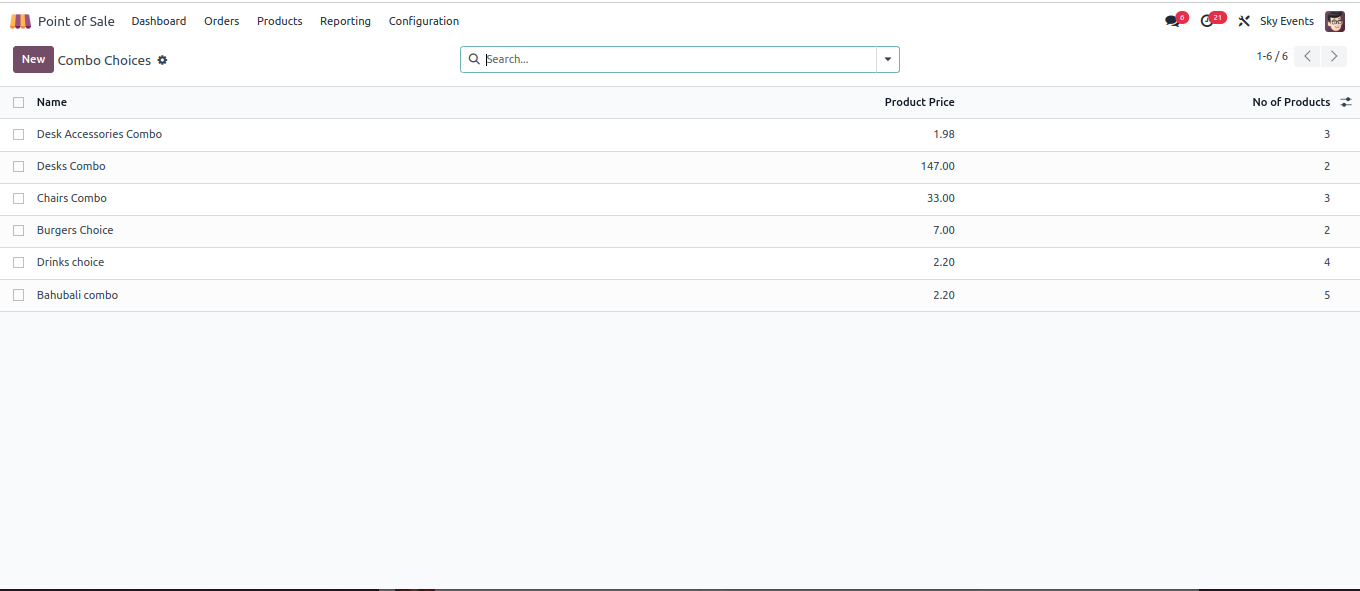 Point of Sale Dashboard Orders Products Reporting Configuration 6 21 Sky Events
New Combo Choices Search... 1-6 / 6
Name Product Price No of Products
Desk Accessories Combo 1.98 3
Desks Combo 147.00 2
Chairs Combo 33.00 3
Burgers Choice 7.00 2
Drinks choice 2.20 4
Bahubali combo 2.20 5